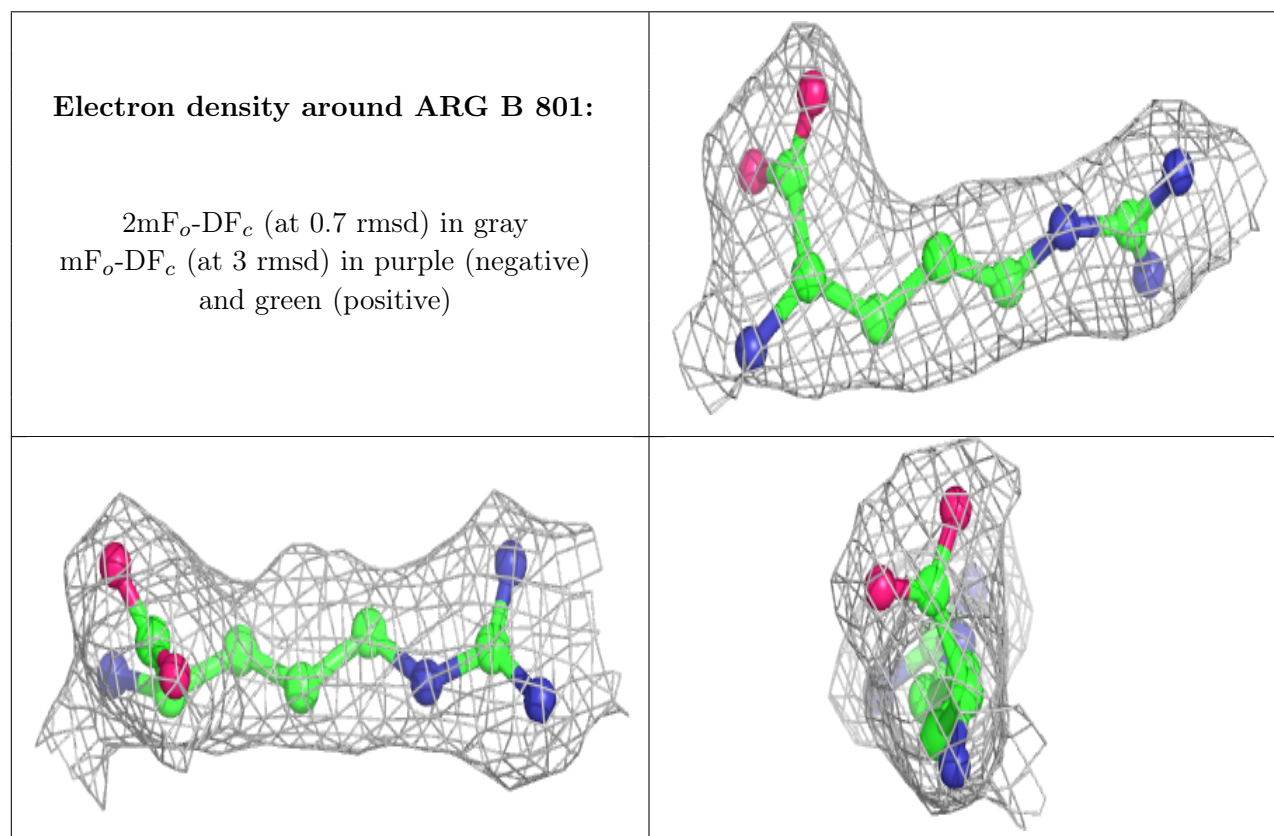 Electron density around ARG B 801:
2mFo-DFc (at 0.7 rmsd) in gray
mFo-DFc (at 3 rmsd) in purple (negative)
and green (positive)